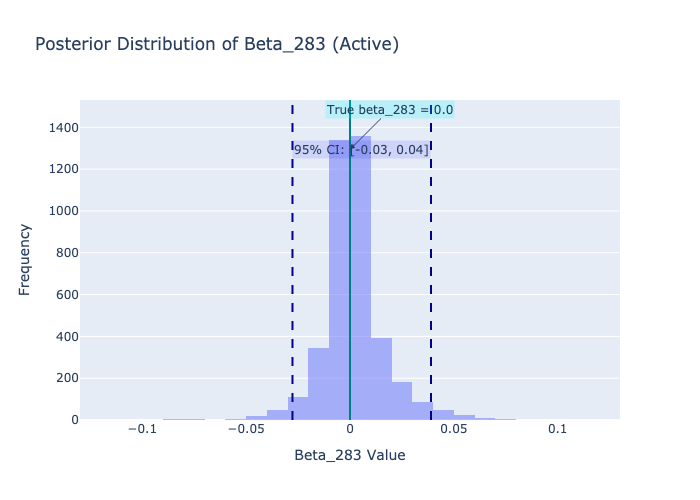 Posterior Distribution of Beta_283 (Active)
True beta_283 = 0.0
95% CI: [-0.03, 0.04]
1400
1200
1000
800
600
400
200
0
Frequency
−0.1
−0.05
0
0.05
0.1
Beta_283 Value